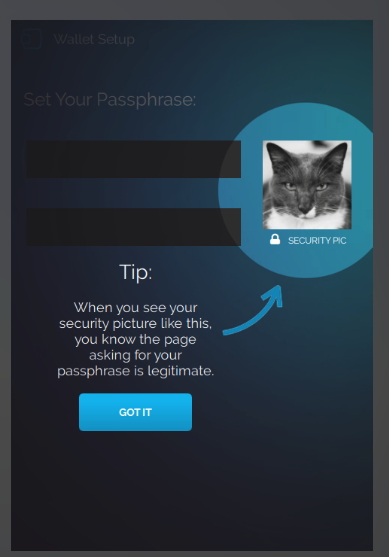 Wallet Setup
Set Your Passphrase:
SECURITY PIC
Tip:
When you see your
security picture like this,
you know the page
asking for your
passphrase is legitimate.
GOT IT